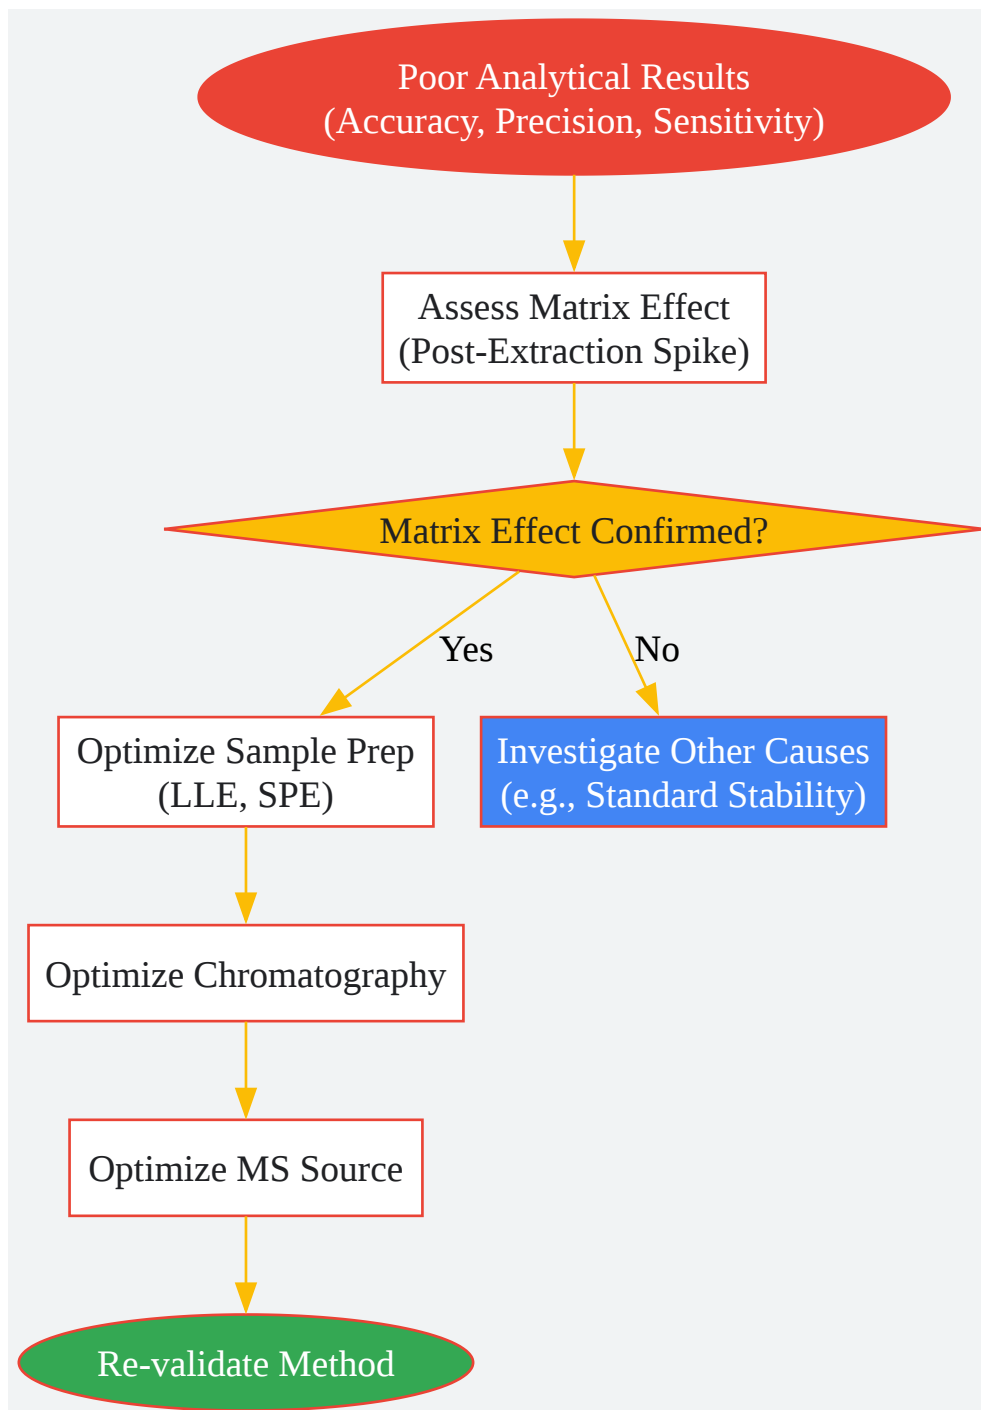 Poor Analytical Results
(Accuracy, Precision, Sensitivity)
Assess Matrix Effect
(Post-Extraction Spike)
Matrix Effect Confirmed?
Yes
No
Optimize Sample Prep
(LLE, SPE)
Investigate Other Causes
(e.g., Standard Stability)
Optimize Chromatography
Optimize MS Source
Re-validate Method